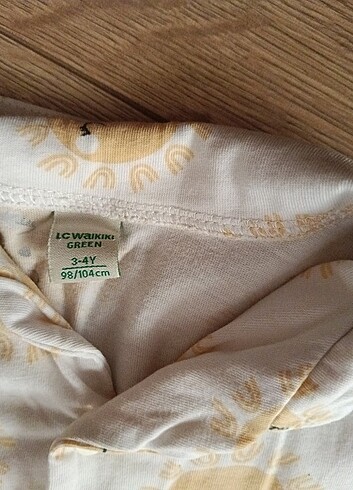 LC WAIKIKI
GREEN
3-4Y
98/104cm